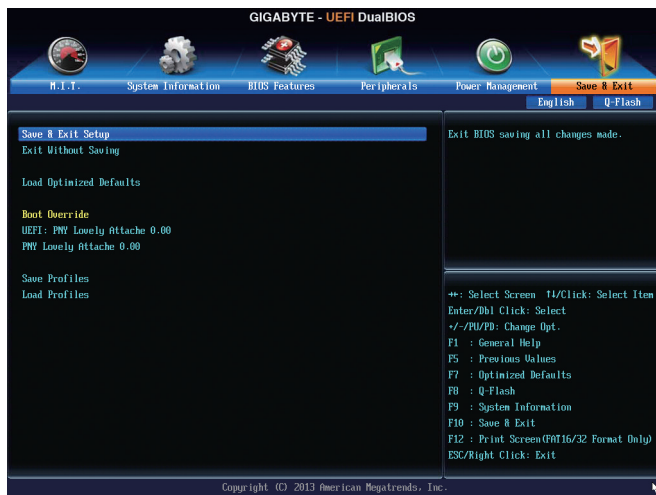 GIGABYTE - UEFI DualBIOS
M.I.T.
System Information
BIOS Features
Peripherals
Power Management
Save & Exit
English
Q-Flash
Save & Exit Setup
Exit Without Saving
Load Optimized Defaults
Boot Override
UEFI: PNY Lovely Attache 0.00
PNY Lovely Attache 0.00
Save Profiles
Load Profiles
Exit BIOS saving all changes made.
→←: Select Screen ↑↓/Click: Select Item
Enter/Dbl Click: Select
+/-/PU/PD: Change Opt.
F1 : General Help
F5 : Previous Values
F7 : Optimized Defaults
F8 : Q-Flash
F9 : System Information
F10 : Save & Exit
F12 : Print Screen(FAT16/32 Format Only)
ESC/Right Click: Exit
Copyright (C) 2013 American Megatrends, Inc.